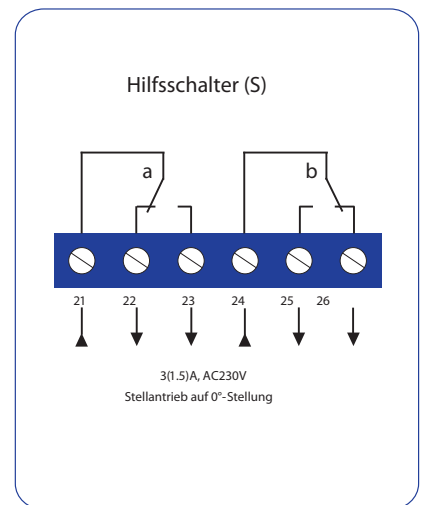 Hilfsschalter (S)
a b
21 22 23 24 25 26
3(1.5)A, AC230V
Stellantrieb auf 0°-Stellung